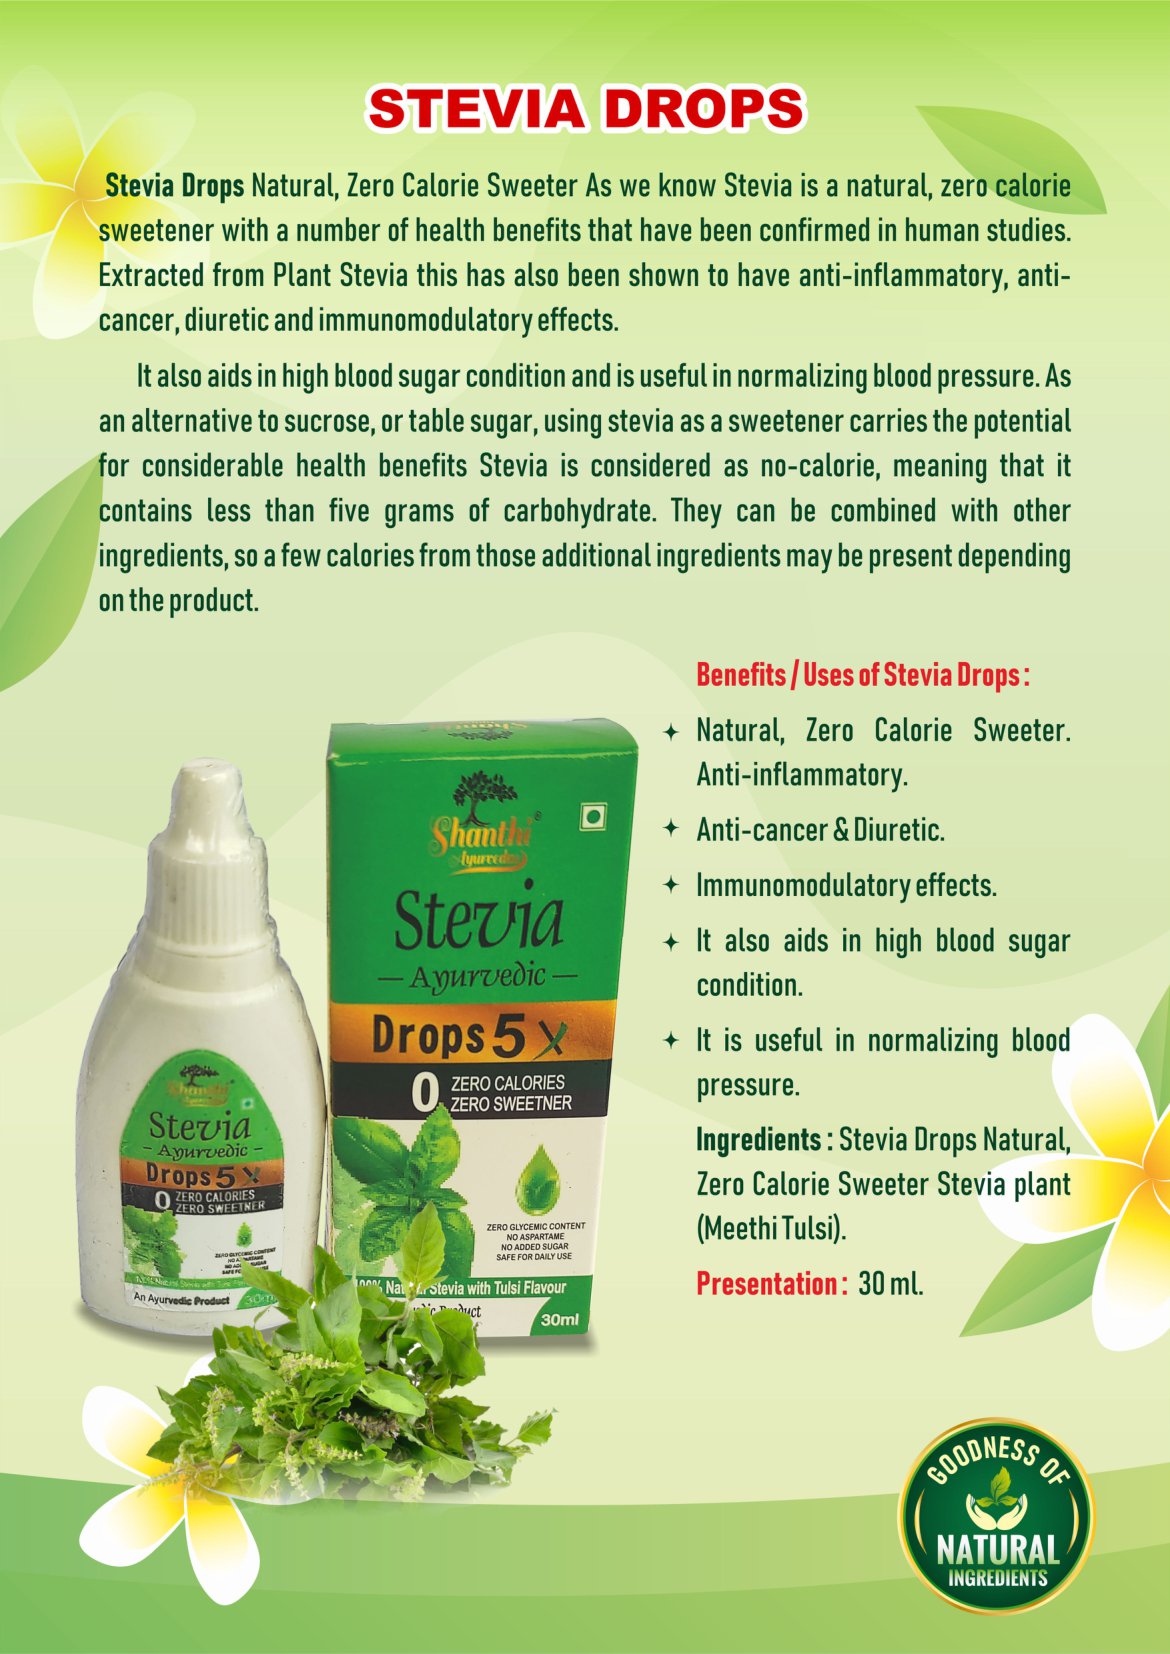 STEVIA DROPS
Stevia Drops Natural, Zero Calorie Sweeter As we know Stevia is a natural, zero calorie
sweetener with a number of health benefits that have been confirmed in human studies.
Extracted from Plant Stevia this has also been shown to have anti-inflammatory, anti-
cancer, diuretic and immunomodulatory effects.
It also aids in high blood sugar condition and is useful in normalizing blood pressure. As
an alternative to sucrose, or table sugar, using stevia as a sweetener carries the potential
for considerable health benefits Stevia is considered as no-calorie, meaning that it
contains less than five grams of carbohydrate. They can be combined with other
ingredients, so a few calories from those additional ingredients may be present depending
on the product.
Benefits / Uses of Stevia Drops :
Natural, Zero Calorie Sweeter.
Anti-inflammatory.
Anti-cancer & Diuretic.
Immunomodulatory effects.
It also aids in high blood sugar
condition.
It is useful in normalizing blood
pressure.
Ingredients : Stevia Drops Natural,
Zero Calorie Sweeter Stevia plant
(Meethi Tulsi).
Presentation : 30 ml.
Shanthi
Ayurveda
Stevia
Ayurvedic
Drops 5 X
0 ZERO CALORIES
ZERO SWEETNER
ZERO GLYCEMIC CONTENT
NO ASPARTAME
NO ADDED SUGAR
SAFE FOR DAILY USE
Stevia with Tulsi Flavour
30ml
Shanthi
Stevia
Ayurvedic
Drops 5 X
0 ZERO CALORIES
ZERO SWEETNER
ZERO GLYCEMIC CONTENT
An Ayurvedic Product
30ml
GOODNESS OF
NATURAL
INGREDIENTS